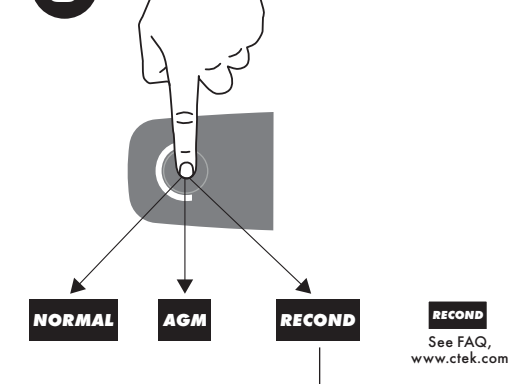 NORMAL
AGM
RECOND
RECOND
See FAQ,
www.ctek.com